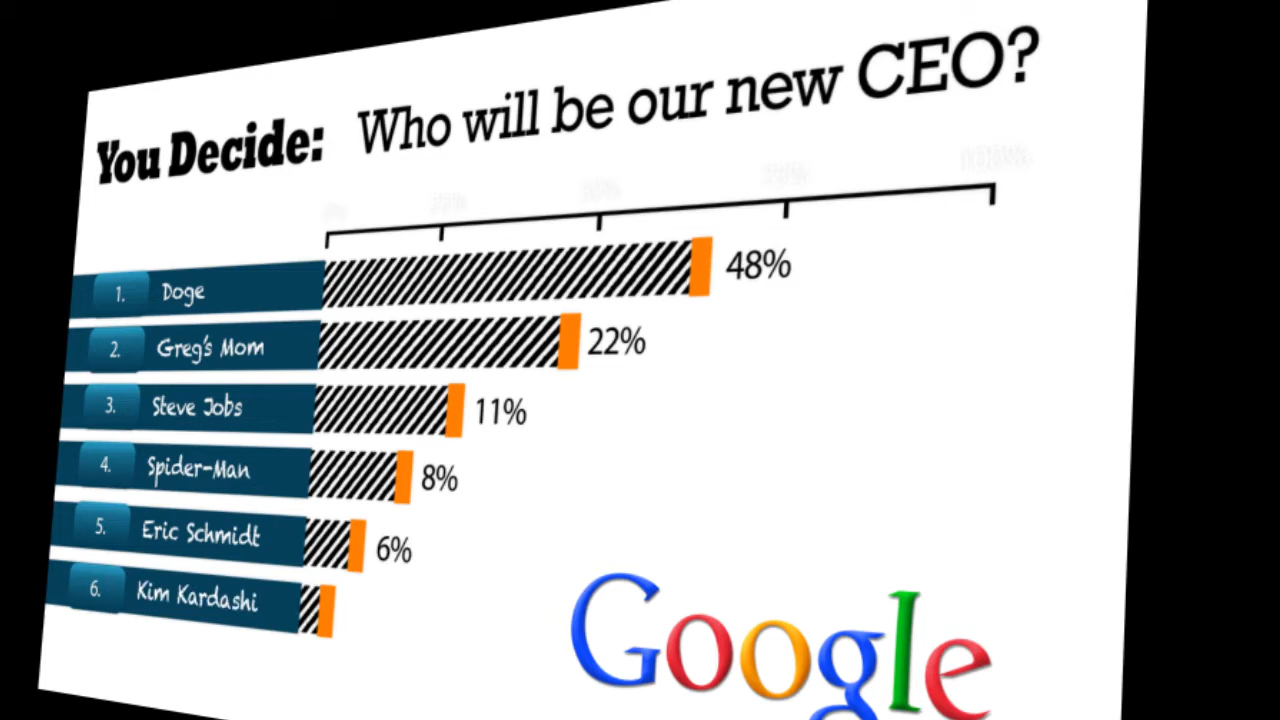 You Decide: Who will be our new CEO?
1. Doge 48%
2. Greg's Mom 22%
3. Steve Jobs 11%
4. Spider-Man 8%
5. Eric Schmidt 6%
6. Kim Kardashi
Google